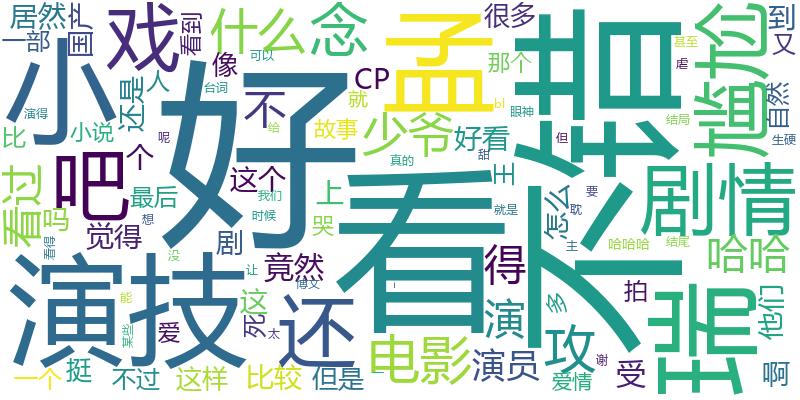 居然
一部
国产
戏
看到
什么
念
像
孟
很多
那个
到
又
甚至
可以
虐
尴尬
自然
小
演得
还是
人
台词
CP
bl
就
眼神
不错
但
结局
生硬
比
小说
呢
好
不
给
故事
少爷
好看
看过
吧
个
最后
这个
真的
甜
王
怎么
要
剧情
吗
觉得
想
我们
时候
上
哭
就是
耽
看
看得
剧
竟然
得
主
哈哈哈
结尾
哈哈
演技
没
让
傅文
能
这
某些
爱
死
太
还
演
多
攻
拍
瑞
他们
电影
演员
谢
受
一个
挺
不过
这样
比较
但是
一
爱情
啊